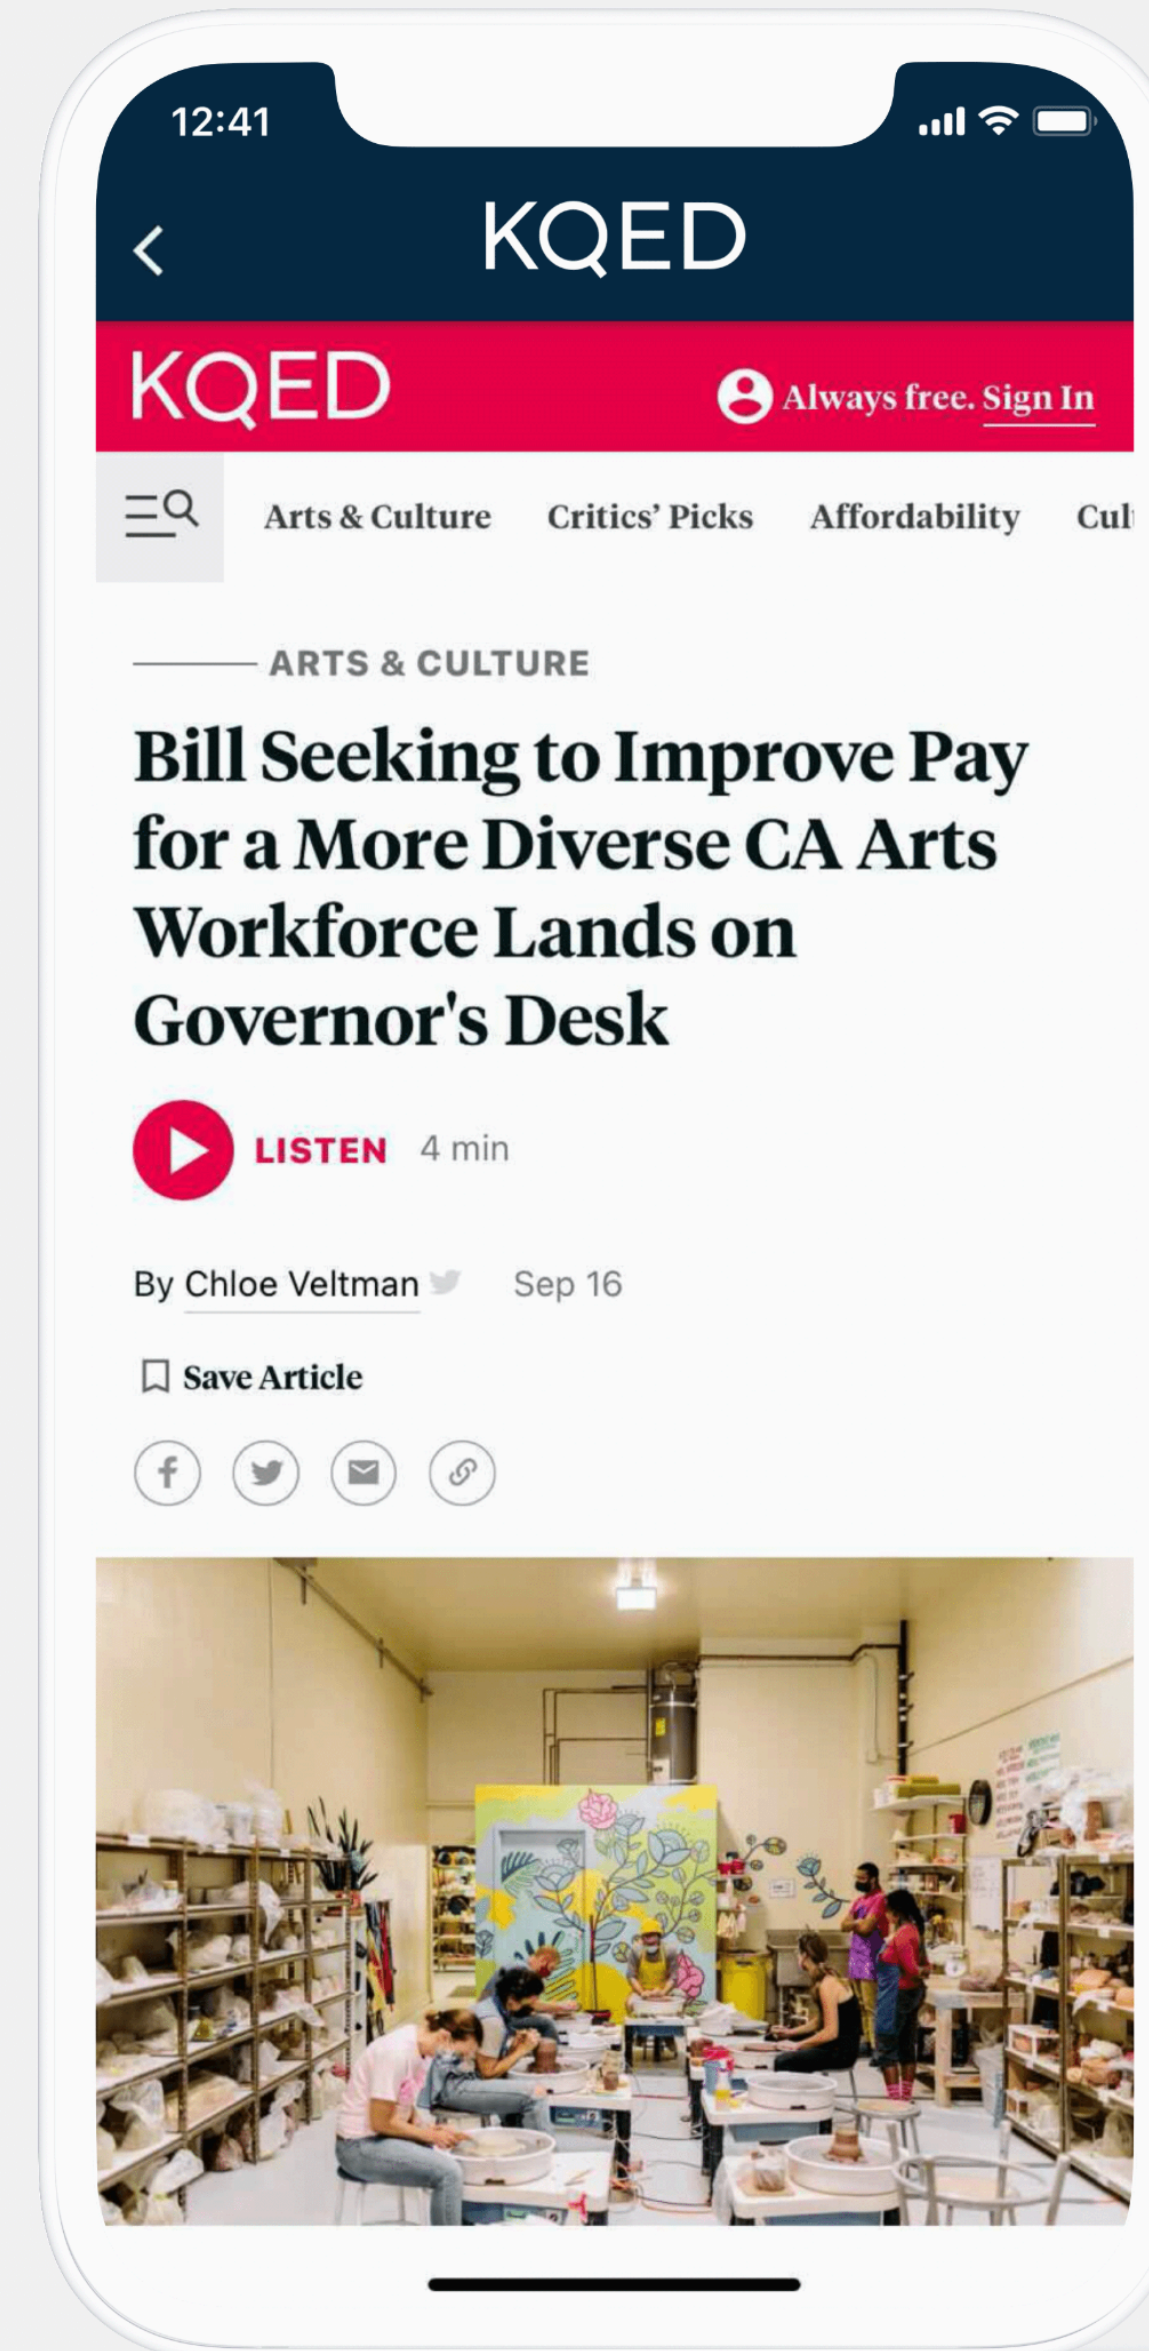 12:41
KQED
KQED
Always free. Sign In
Arts & Culture Critics’ Picks Affordability Cul
ARTS & CULTURE
Bill Seeking to Improve Pay
for a More Diverse CA Arts
Workforce Lands on
Governor's Desk
LISTEN 4 min
By Chloe Veltman Sep 16
Save Article